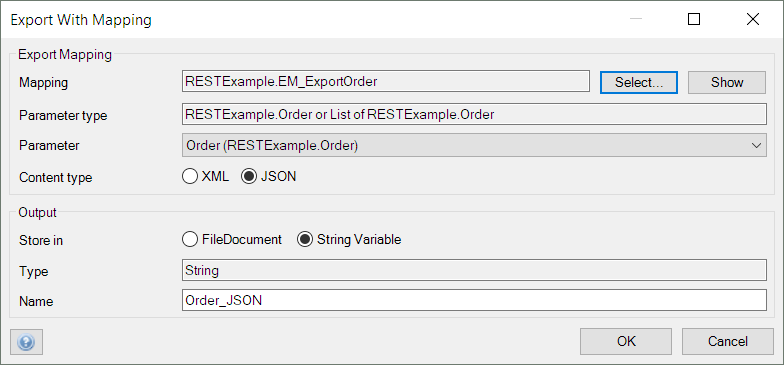 Export With Mapping
Export Mapping
Mapping RESTExample.EM_ExportOrder Select... Show
Parameter type RESTExample.Order or List of RESTExample.Order
Parameter Order (RESTExample.Order)
Content type XML JSON
Output
Store in FileDocument String Variable
Type String
Name Order_JSON
? OK Cancel